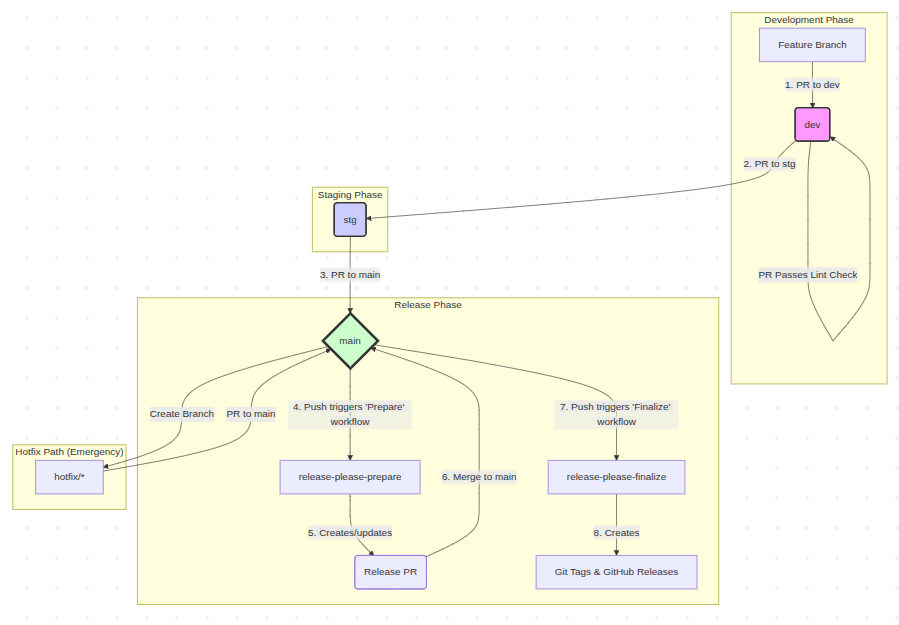 Development Phase
Feature Branch
1. PR to dev
dev
2. PR to stg
PR Passes Lint Check
Staging Phase
stg
3. PR to main
Release Phase
main
Create Branch
PR to main
4. Push triggers 'Prepare'
workflow
7. Push triggers 'Finalize'
workflow
Hotfix Path (Emergency)
hotfix/*
release-please-prepare
6. Merge to main
release-please-finalize
5. Creates/updates
8. Creates
Release PR
Git Tags & GitHub Releases